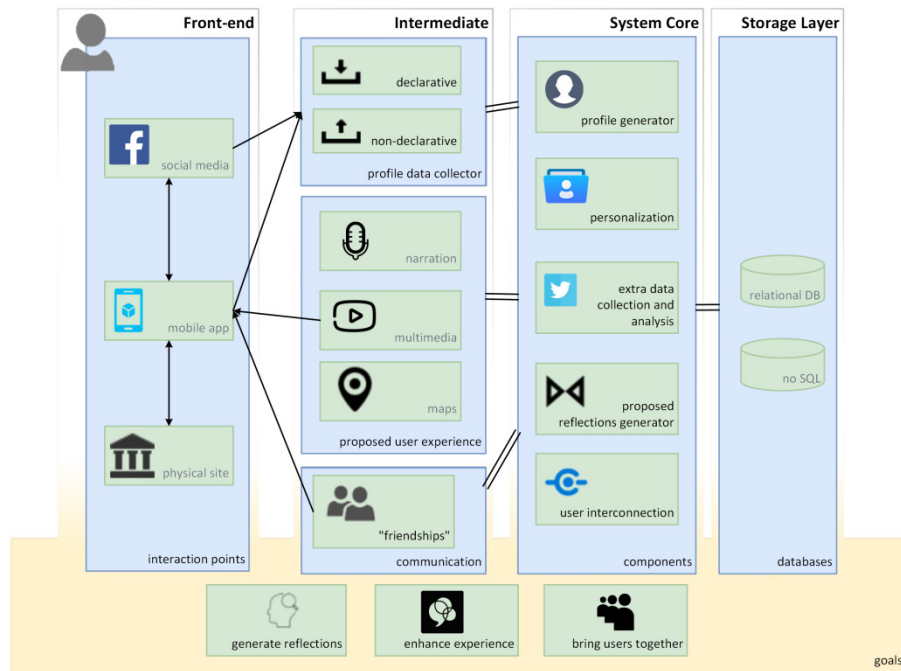 Front-end
Intermediate
System Core
Storage Layer
social media
mobile app
physical site
interaction points
declarative
non-declarative
profile data collector
narration
multimedia
maps
proposed user experience
"friendships"
communication
profile generator
personalization
extra data
collection and
analysis
proposed
reflections generator
user interconnection
components
relational DB
no SQL
databases
generate reflections
enhance experience
bring users together
goals